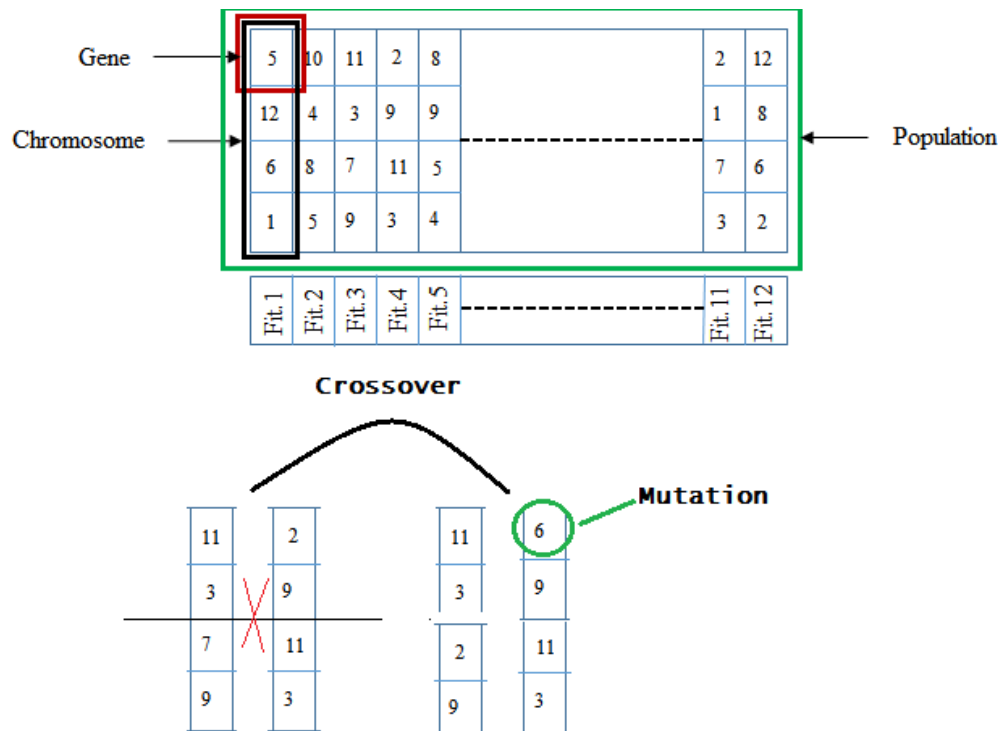 Gene
Chromosome
Population
5 10 11 2 8 2 12
12 4 3 9 9 1 8
6 8 7 11 5 7 6
1 5 9 3 4 3 2
Fit.1 Fit.2 Fit.3 Fit.4 Fit.5 Fit.11 Fit.12
Crossover
Mutation
11 2 11 6
3 9 3 9
7 11 2 11
9 3 9 3